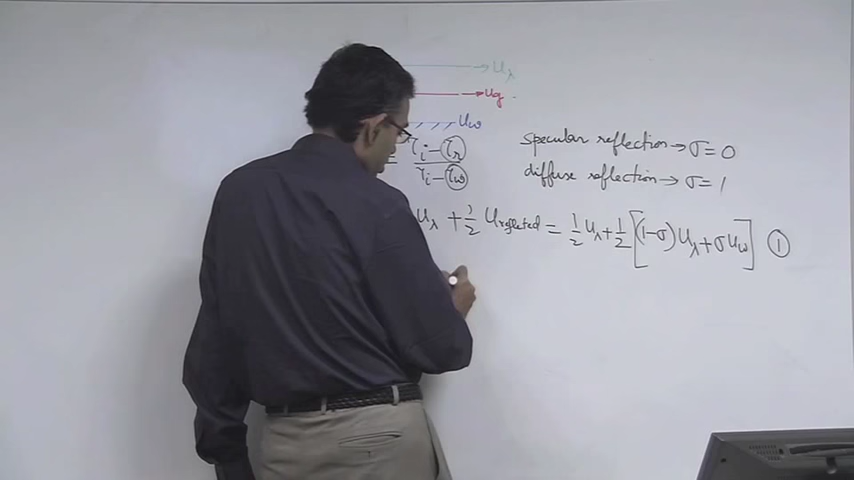 u_λ
u_g
u_w
τ_i - τ_r / τ_i - τ_w
specular reflection → σ = 0
diffuse reflection → σ = 1
u_λ + 1/2 u_reflected = 1/2 u_λ + 1/2 [(1-σ) u_λ + σ u_w] ①